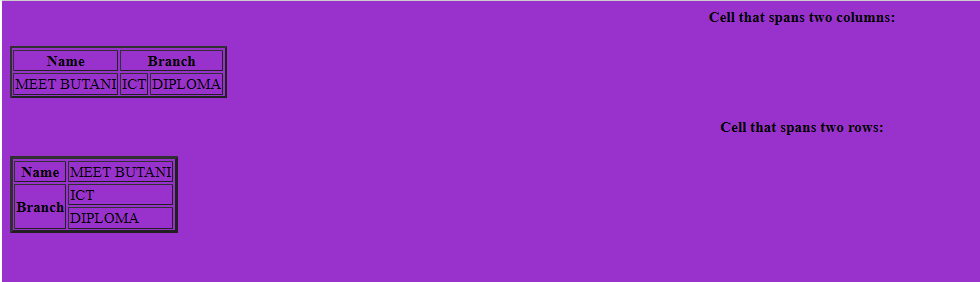 Cell that spans two columns:
Name Branch
MEET BUTANI ICT DIPLOMA
Cell that spans two rows:
Name MEET BUTANI
Branch ICT
DIPLOMA